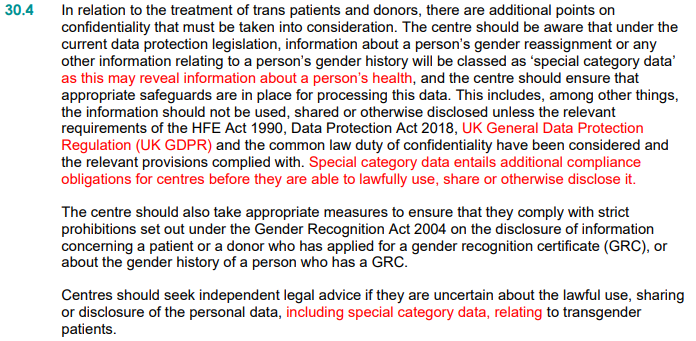 30.4 In relation to the treatment of trans patients and donors, there are additional points on
confidentiality that must be taken into consideration. The centre should be aware that under the
current data protection legislation, information about a person's gender reassignment or any
other information relating to a person's gender history will be classed as 'special category data'
as this may reveal information about a person's health, and the centre should ensure that
appropriate safeguards are in place for processing this data. This includes, among other things,
the information should not be used, shared or otherwise disclosed unless the relevant
requirements of the HFE Act 1990, Data Protection Act 2018, UK General Data Protection
Regulation (UK GDPR) and the common law duty of confidentiality have been considered and
the relevant provisions complied with. Special category data entails additional compliance
obligations for centres before they are able to lawfully use, share or otherwise disclose it.
The centre should also take appropriate measures to ensure that they comply with strict
prohibitions set out under the Gender Recognition Act 2004 on the disclosure of information
concerning a patient or a donor who has applied for a gender recognition certificate (GRC), or
about the gender history of a person who has a GRC.
Centres should seek independent legal advice if they are uncertain about the lawful use, sharing
or disclosure of the personal data, including special category data, relating to transgender
patients.